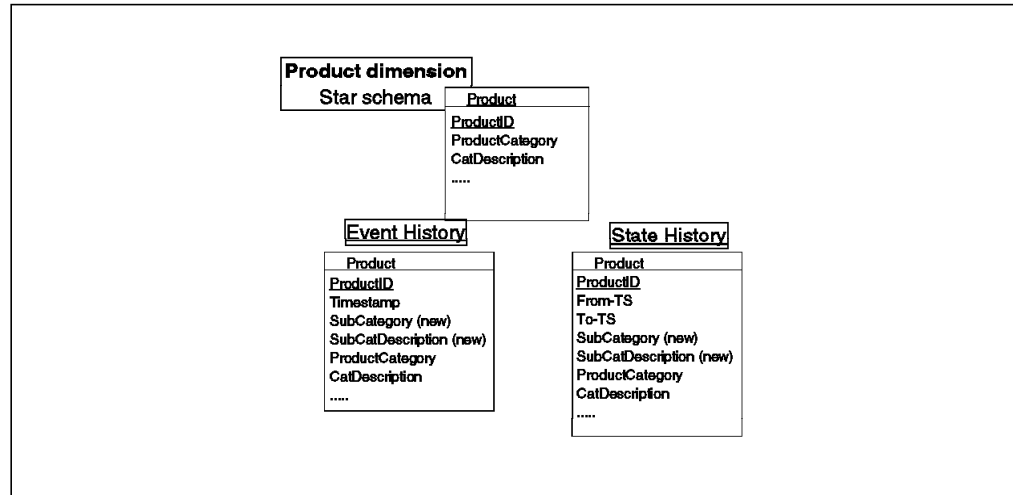 Product dimension
Star schema
Product
ProductID
ProductCategory
CatDescription
.....
Event History
Product
ProductID
Timestamp
SubCategory (new)
SubCatDescription (new)
ProductCategory
CatDescription
.....
State History
Product
ProductID
From-TS
To-TS
SubCategory (new)
SubCatDescription (new)
ProductCategory
CatDescription
.....